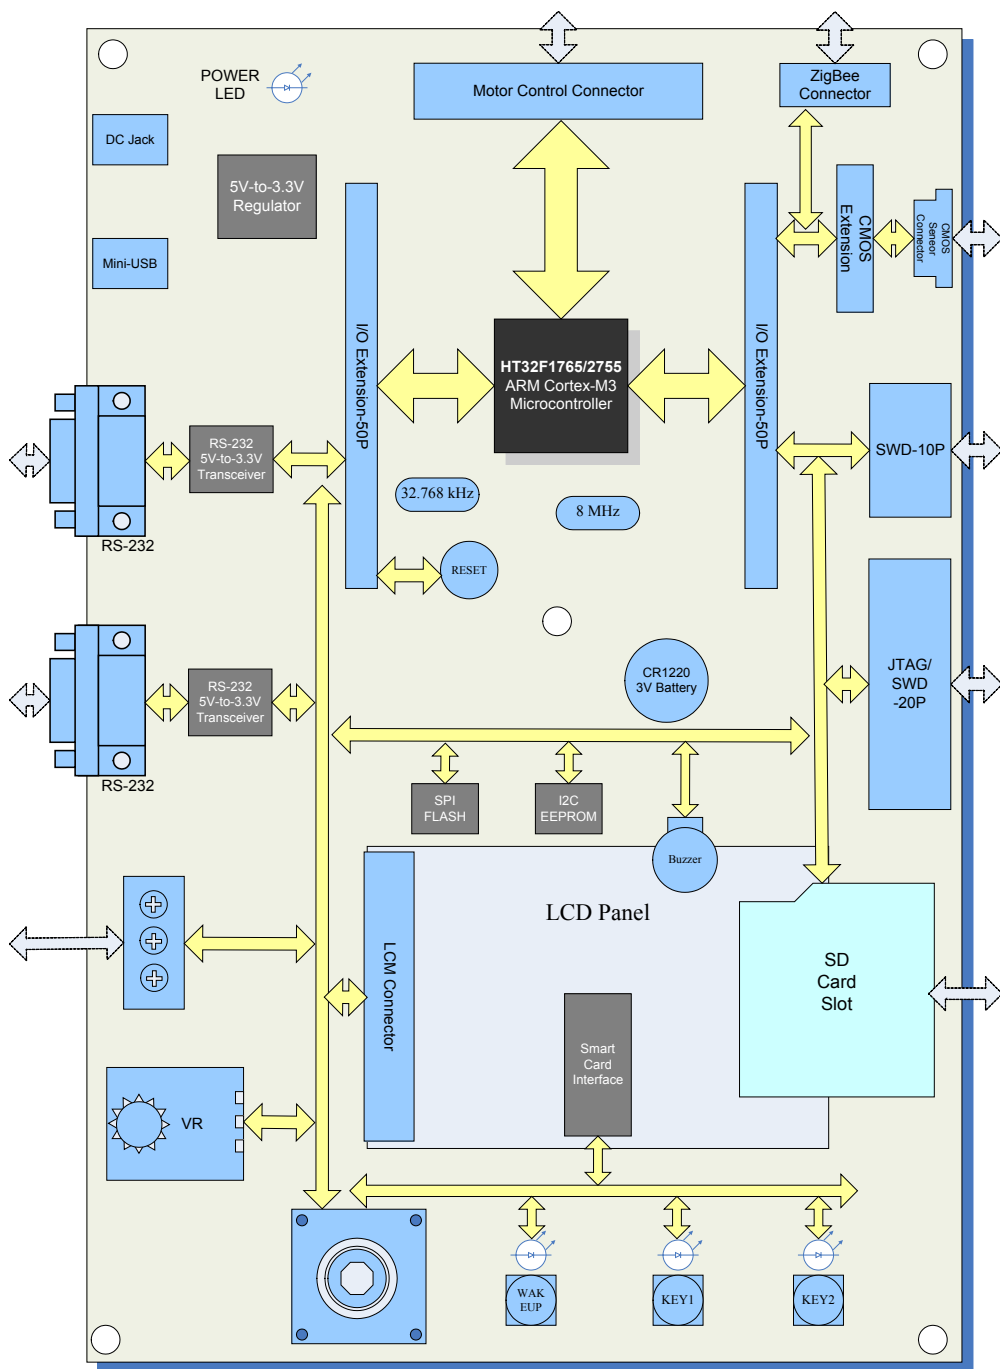 POWER
LED
Motor Control Connector
ZigBee
Connector
DC Jack
5V-to-3.3V
Regulator
Mini-USB
I/O Extension-50P
I/O Extension-50P
CMOS
Extension
CMOS
Seneor
Connector
HT32F1765/2755
ARM Cortex-M3
Microcontroller
RS-232
5V-to-3.3V
Transceiver
SWD-10P
32.768 kHz
8 MHz
RS-232
RESET
JTAG/
SWD
-20P
CR1220
3V Battery
RS-232
5V-to-3.3V
Transceiver
RS-232
SPI
FLASH
I2C
EEPROM
Buzzer
LCD Panel
LCM Connector
SD
Card
Slot
Smart
Card
Interface
VR
WAK
EUP
KEY1
KEY2